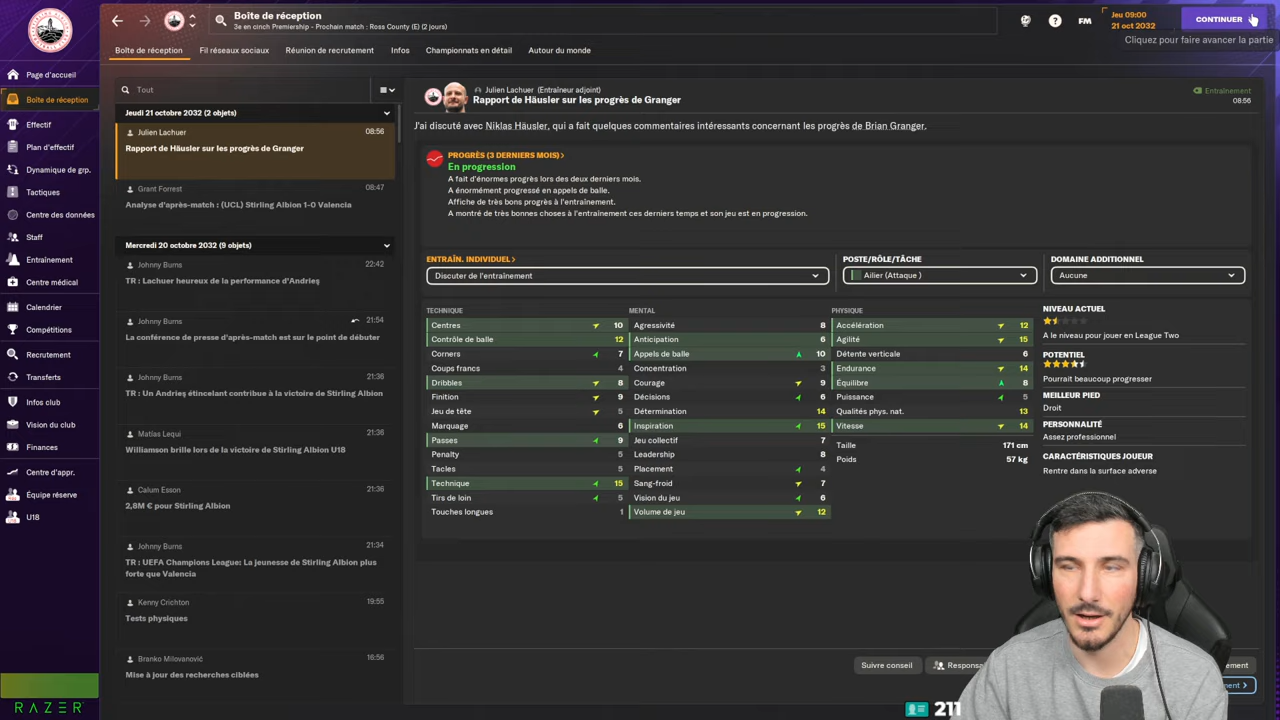 Boîte de réception
3e en cinch Premiership - Prochain match : Ross County (E) (2 jours)
FM
Jeu 09:00
21 oct 2032
CONTINUER
Cliquez pour faire avancer la partie
Boîte de réception
Fil réseaux sociaux
Réunion de recrutement
Infos
Championnats en détail
Autour du monde
Page d'accueil
Boîte de réception
Effectif
Plan d'effectif
Dynamique de grp.
Tactiques
Centre des données
Staff
Entraînement
Centre médical
Calendrier
Compétitions
Recrutement
Transferts
Infos club
Vision du club
Finances
Centre d'appr.
Équipe réserve
U18
RAZER
Tout
Jeudi 21 octobre 2032 (2 objets)
Julien Lachuer 08:56
Rapport de Häusler sur les progrès de Granger
Grant Forrest 08:47
Analyse d'après-match : (UCL) Stirling Albion 1-0 Valencia
Mercredi 20 octobre 2032 (9 objets)
Johnny Burns 22:42
TR : Lachuer heureux de la performance d'Andrieș
Johnny Burns 21:54
La conférence de presse d'après-match est sur le point de débuter
Johnny Burns 21:36
TR : Un Andrieș étincelant contribue à la victoire de Stirling Albion
Matías Lequi 21:36
Williamson brille lors de la victoire de Stirling Albion U18
Calum Esson 21:36
2,8M € pour Stirling Albion
Johnny Burns 21:34
TR : UEFA Champions League: La jeunesse de Stirling Albion plus
forte que Valencia
Kenny Crichton 19:55
Tests physiques
Branko Milovanović 16:56
Mise à jour des recherches ciblées
Julien Lachuer (Entraîneur adjoint)
Rapport de Häusler sur les progrès de Granger
Entraînement
08:56
J'ai discuté avec Niklas Häusler, qui a fait quelques commentaires intéressants concernant les progrès de Brian Granger.
PROGRÈS (3 DERNIERS MOIS) >
En progression
A fait d'énormes progrès lors des deux derniers mois.
A énormément progressé en appels de balle.
Affiche de très bons progrès à l'entraînement.
A montré de très bonnes choses à l'entraînement ces derniers temps et son jeu est en progression.
ENTRAÎN. INDIVIDUEL >
Discuter de l'entraînement
POSTE/RÔLE/TÂCHE
Ailier (Attaque )
DOMAINE ADDITIONNEL
Aucune
TECHNIQUE
Centres 10
Contrôle de balle 12
Corners 7
Coups francs 4
Dribbles 8
Finition 9
Jeu de tête 5
Marquage 6
Passes 9
Penalty 5
Tacles 5
Technique 15
Tirs de loin 5
Touches longues 1
MENTAL
Agressivité 8
Anticipation 6
Appels de balle 10
Concentration 3
Courage 9
Décisions 6
Détermination 14
Inspiration 15
Jeu collectif 7
Leadership 8
Placement 4
Sang-froid 7
Vision du jeu 6
Volume de jeu 12
PHYSIQUE
Accélération 12
Agilité 15
Détente verticale 6
Endurance 14
Équilibre 8
Puissance 5
Qualités phys. nat. 13
Vitesse 14
Taille 171 cm
Poids 57 kg
NIVEAU ACTUEL
A le niveau pour jouer en League Two
POTENTIEL
Pourrait beaucoup progresser
MEILLEUR PIED
Droit
PERSONNALITÉ
Assez professionnel
CARACTÉRISTIQUES JOUEUR
Rentre dans la surface adverse
Suivre conseil
211